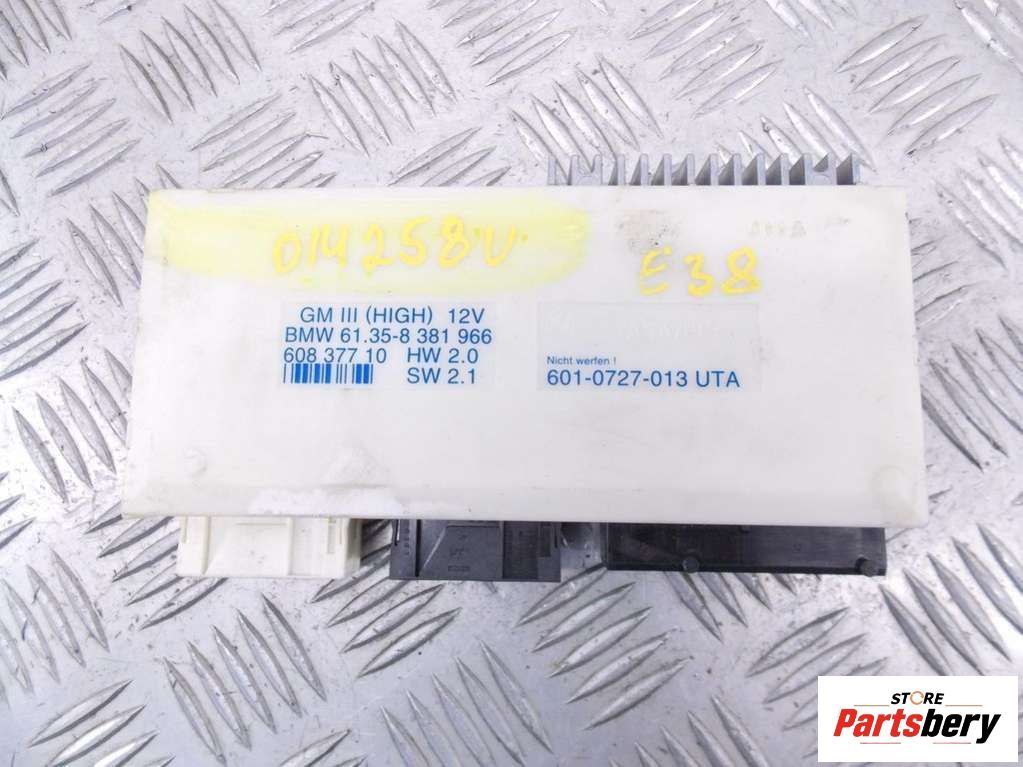 014258U
E38
GM III (HIGH) 12V
BMW 61.35-8 381 966
608 377 10 HW 2.0
SW 2.1
Nicht werfen !
601-0727-013 UTA
STORE
Partsbery